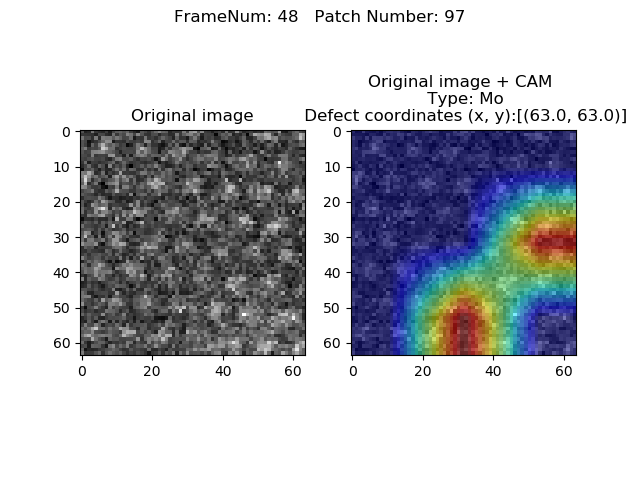 FrameNum: 48   Patch Number: 97
Original image
Original image + CAM
Type: Mo
Defect coordinates (x, y):[(63.0, 63.0)]
0
10
20
30
40
50
60
0 20 40 60
0
10
20
30
40
50
60
0 20 40 60